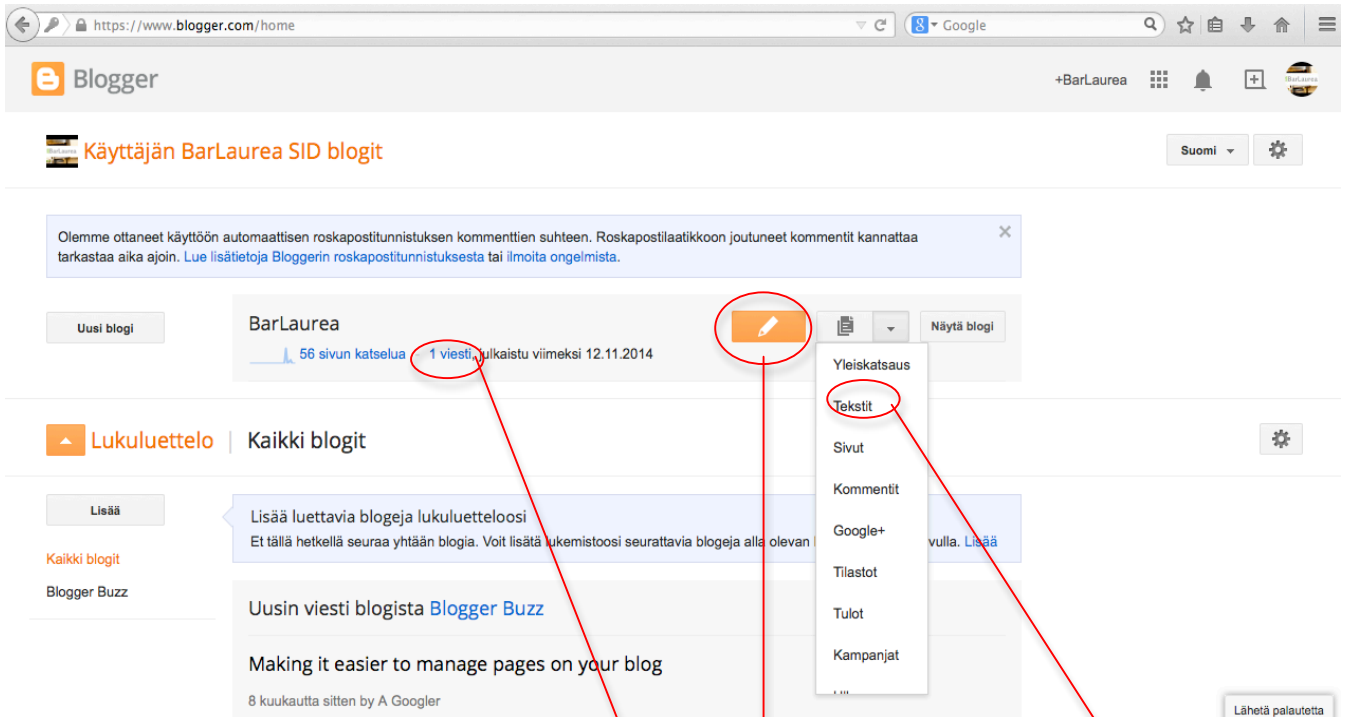 https://www.blogger.com/home
Google
Blogger
+BarLaurea
Käyttäjän BarLaurea SID blogit
Suomi
Olemme ottaneet käyttöön automaattisen roskapostitunnistuksen kommenttien suhteen. Roskapostilaatikkoon joutuneet kommentit kannattaa
tarkastaa aika ajoin. Lue lisätietoja Bloggerin roskapostitunnistuksesta tai ilmoita ongelmista.
Uusi blogi
BarLaurea
Näytä blogi
56 sivun katselua - 1 viesti, julkaistu viimeksi 12.11.2014
Yleiskatsaus
Tekstit
Sivut
Kommentit
Google+
Tilastot
Tulot
Kampanjat
Lukuluettelo | Kaikki blogit
Lisää
Kaikki blogit
Blogger Buzz
Lisää luettavia blogeja lukuluetteloosi
Et tällä hetkellä seuraa yhtään blogia. Voit lisätä lukemistoosi seurattavia blogeja alla olevan vulla. Lisää
Uusin viesti blogista Blogger Buzz
Making it easier to manage pages on your blog
8 kuukautta sitten by A Googler
Lähetä palautetta